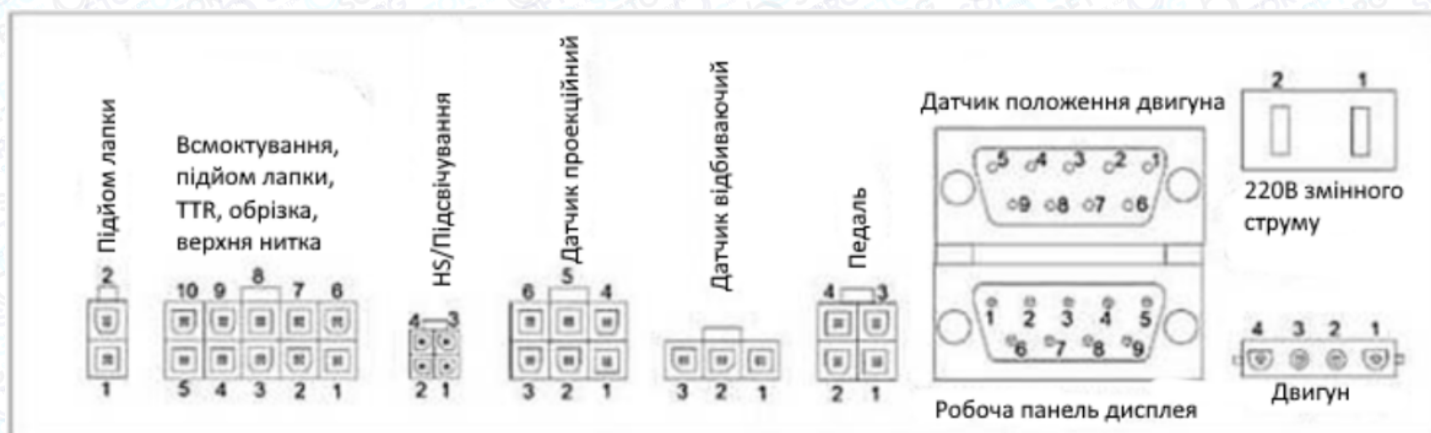 Підйом лапки
2
1
Всмоктування,
підйом лапки,
TTR, обрізка,
верхня нитка
10 9 8 7 6
5 4 3 2 1
HS/Підсвічування
4 3
2 1
Датчик проекційний
6 5 4
3 2 1
Датчик відбиваючий
3 2 1
Педаль
4 3
2 1
Датчик положення двигуна
5 4 3 2 1
9 8 7 6
1 2 3 4 5
6 7 8 9
Робоча панель дисплея
2 1
220В змінного
струму
4 3 2 1
Двигун